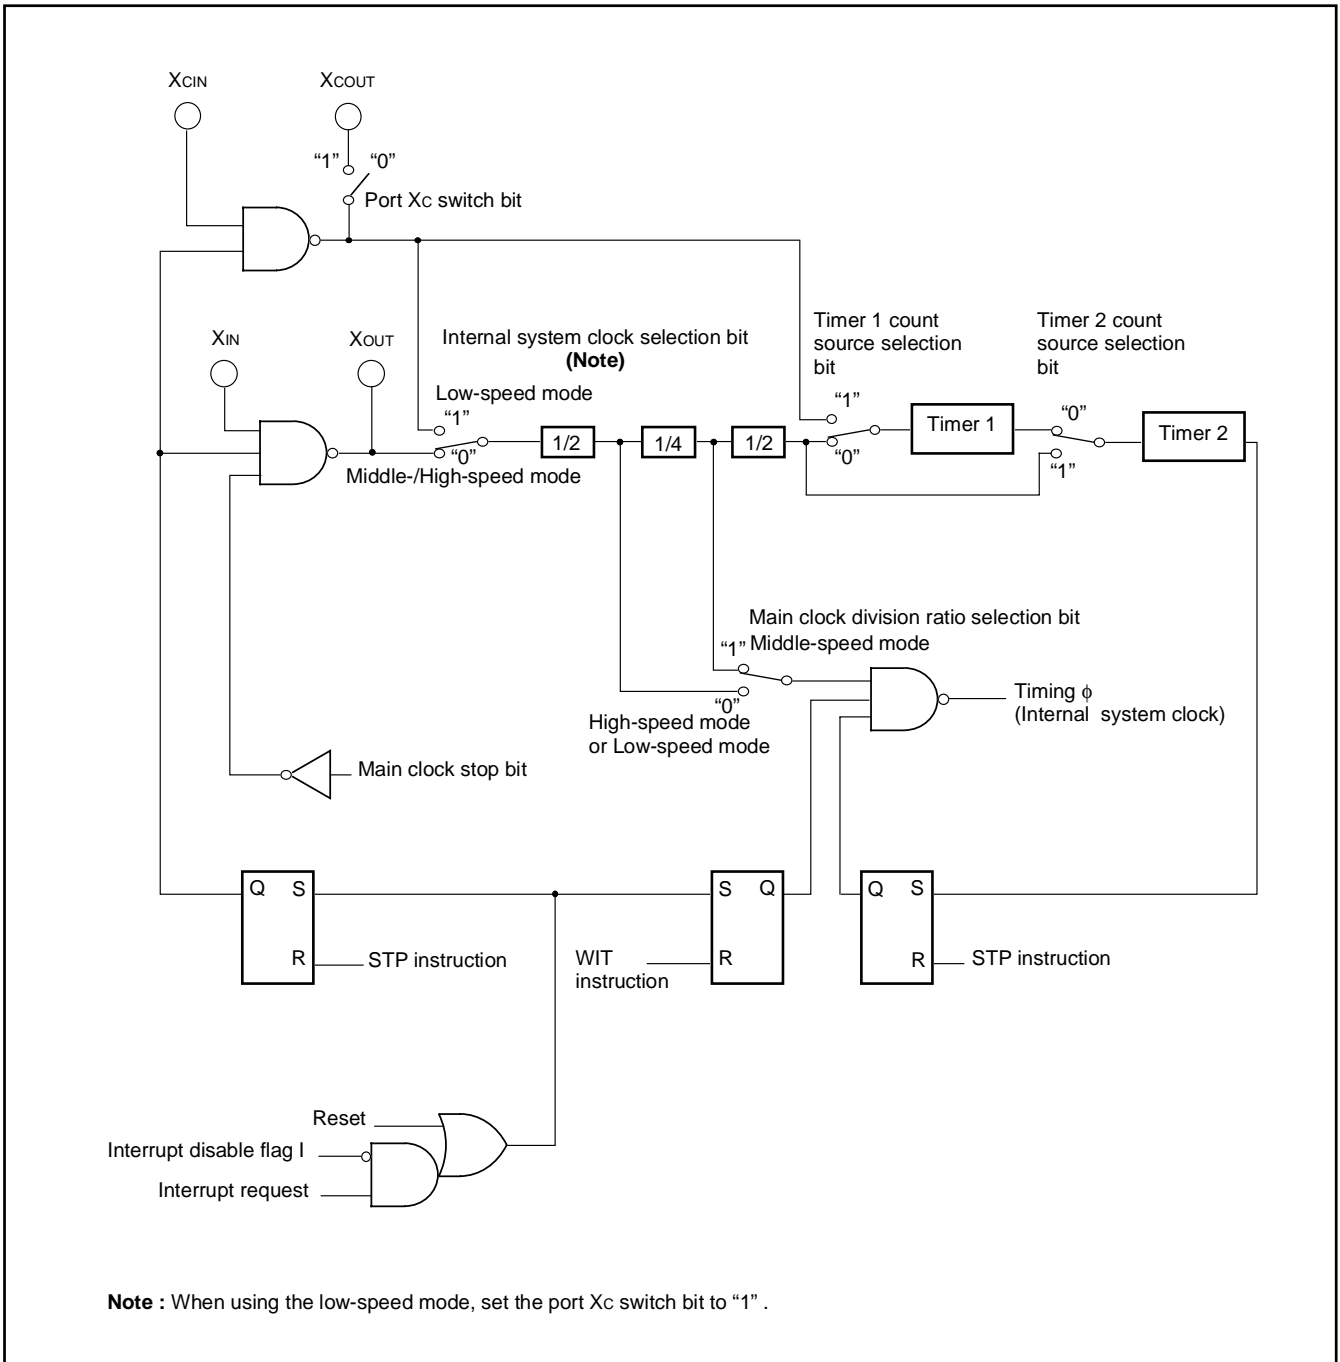 XCIN
XCOUT
“1” “0”
Port XC switch bit
XIN
XOUT
Internal system clock selection bit
(Note)
Low-speed mode
“1”
“0”
Middle-/High-speed mode
1/2
1/4
1/2
Timer 1 count
source selection
bit
“1”
“0”
Timer 1
Timer 2 count
source selection
bit
“0”
“1”
Timer 2
Main clock division ratio selection bit
“1” Middle-speed mode
“0”
High-speed mode
or Low-speed mode
Timing ϕ
(Internal system clock)
Main clock stop bit
Q S
R
STP instruction
S Q
R
WIT
instruction
Q S
R
STP instruction
Reset
Interrupt disable flag I
Interrupt request
Note : When using the low-speed mode, set the port XC switch bit to “1” .